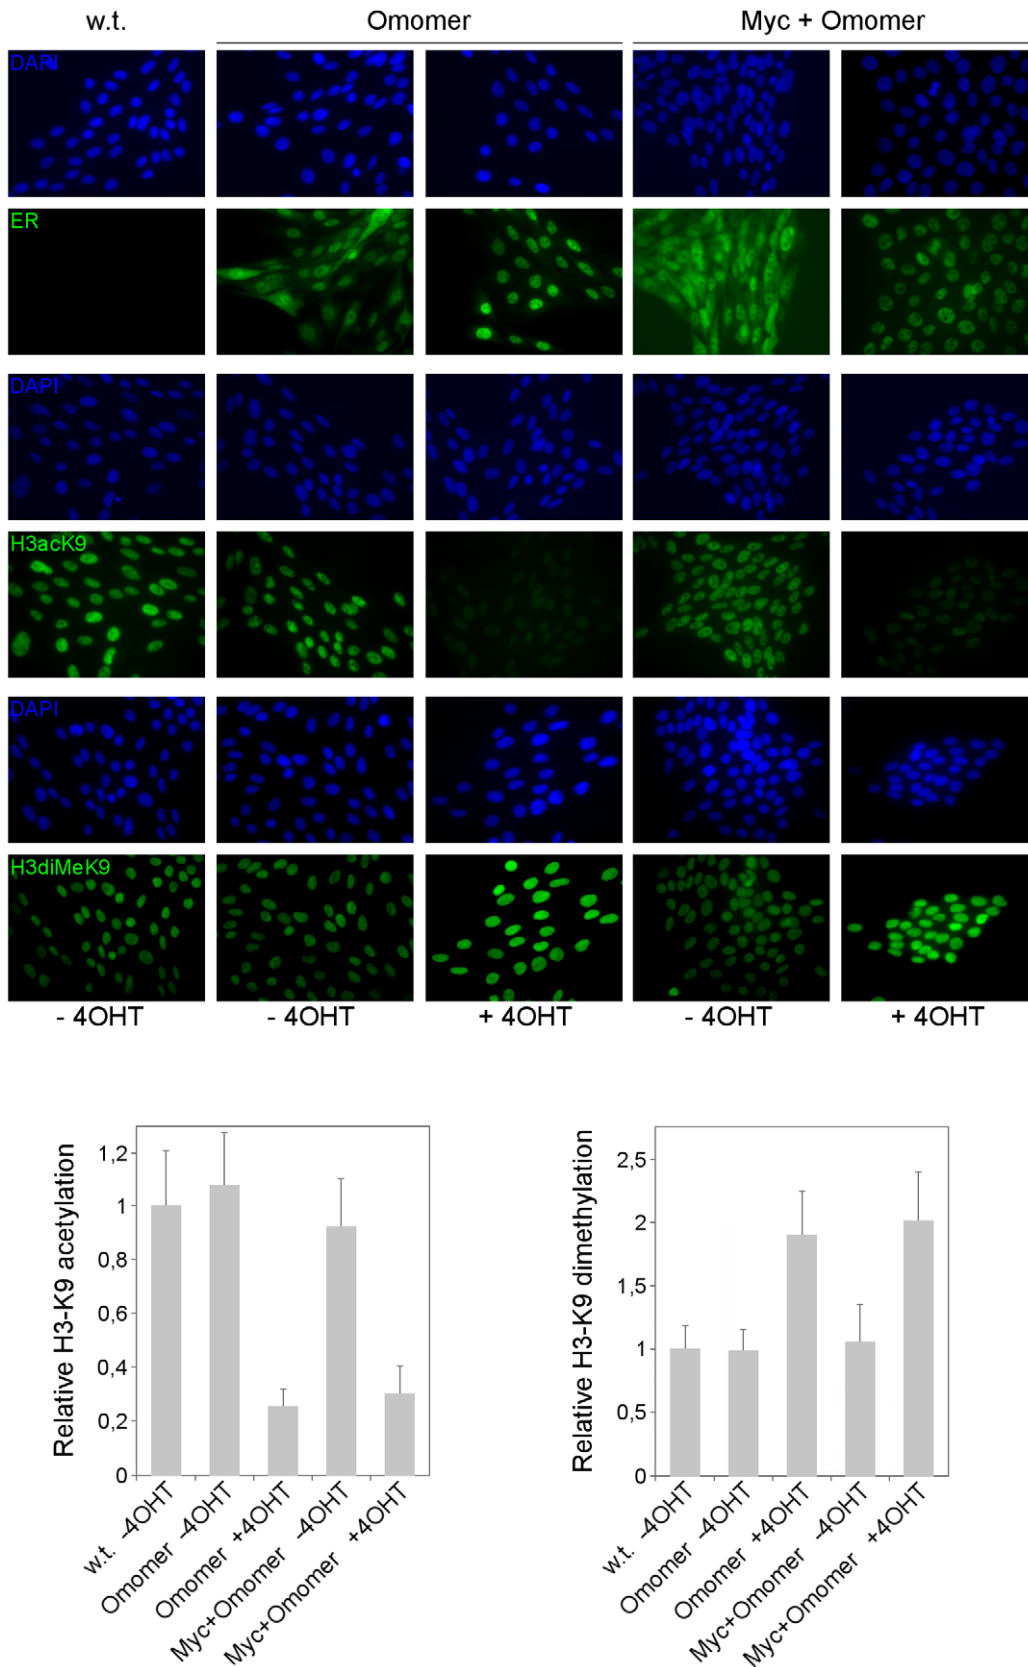 w.t. Omomer Myc + Omomer
DAPI
ER
DAPI
H3acK9
DAPI
H3diMeK9
- 4OHT - 4OHT + 4OHT - 4OHT + 4OHT
Relative H3-K9 acetylation
1,2
1
0,8
0,6
0,4
0,2
0
w.t. -4OHT
Omomer -4OHT
Omomer +4OHT
Myc+Omomer -4OHT
Myc+Omomer +4OHT
Relative H3-K9 dimethylation
2,5
2
1,5
1
0,5
0
w.t. -4OHT
Omomer -4OHT
Omomer +4OHT
Myc+Omomer -4OHT
Myc+Omomer +4OHT